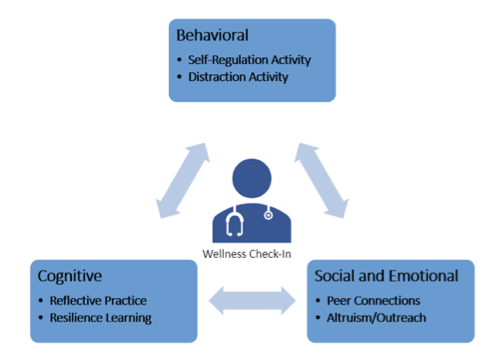 Behavioral
• Self-Regulation Activity
• Distraction Activity
Wellness Check-In
Cognitive
• Reflective Practice
• Resilience Learning
Social and Emotional
• Peer Connections
• Altruism/Outreach